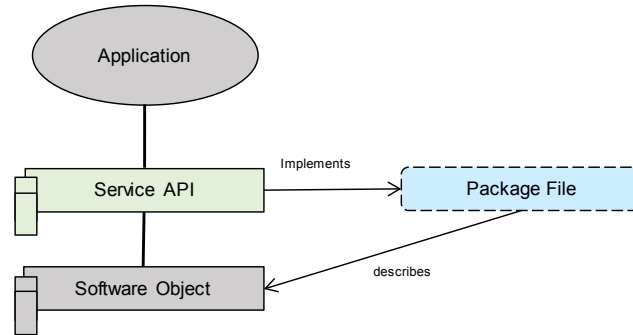 Application
Implements
Service API
Package File
describes
Software Object